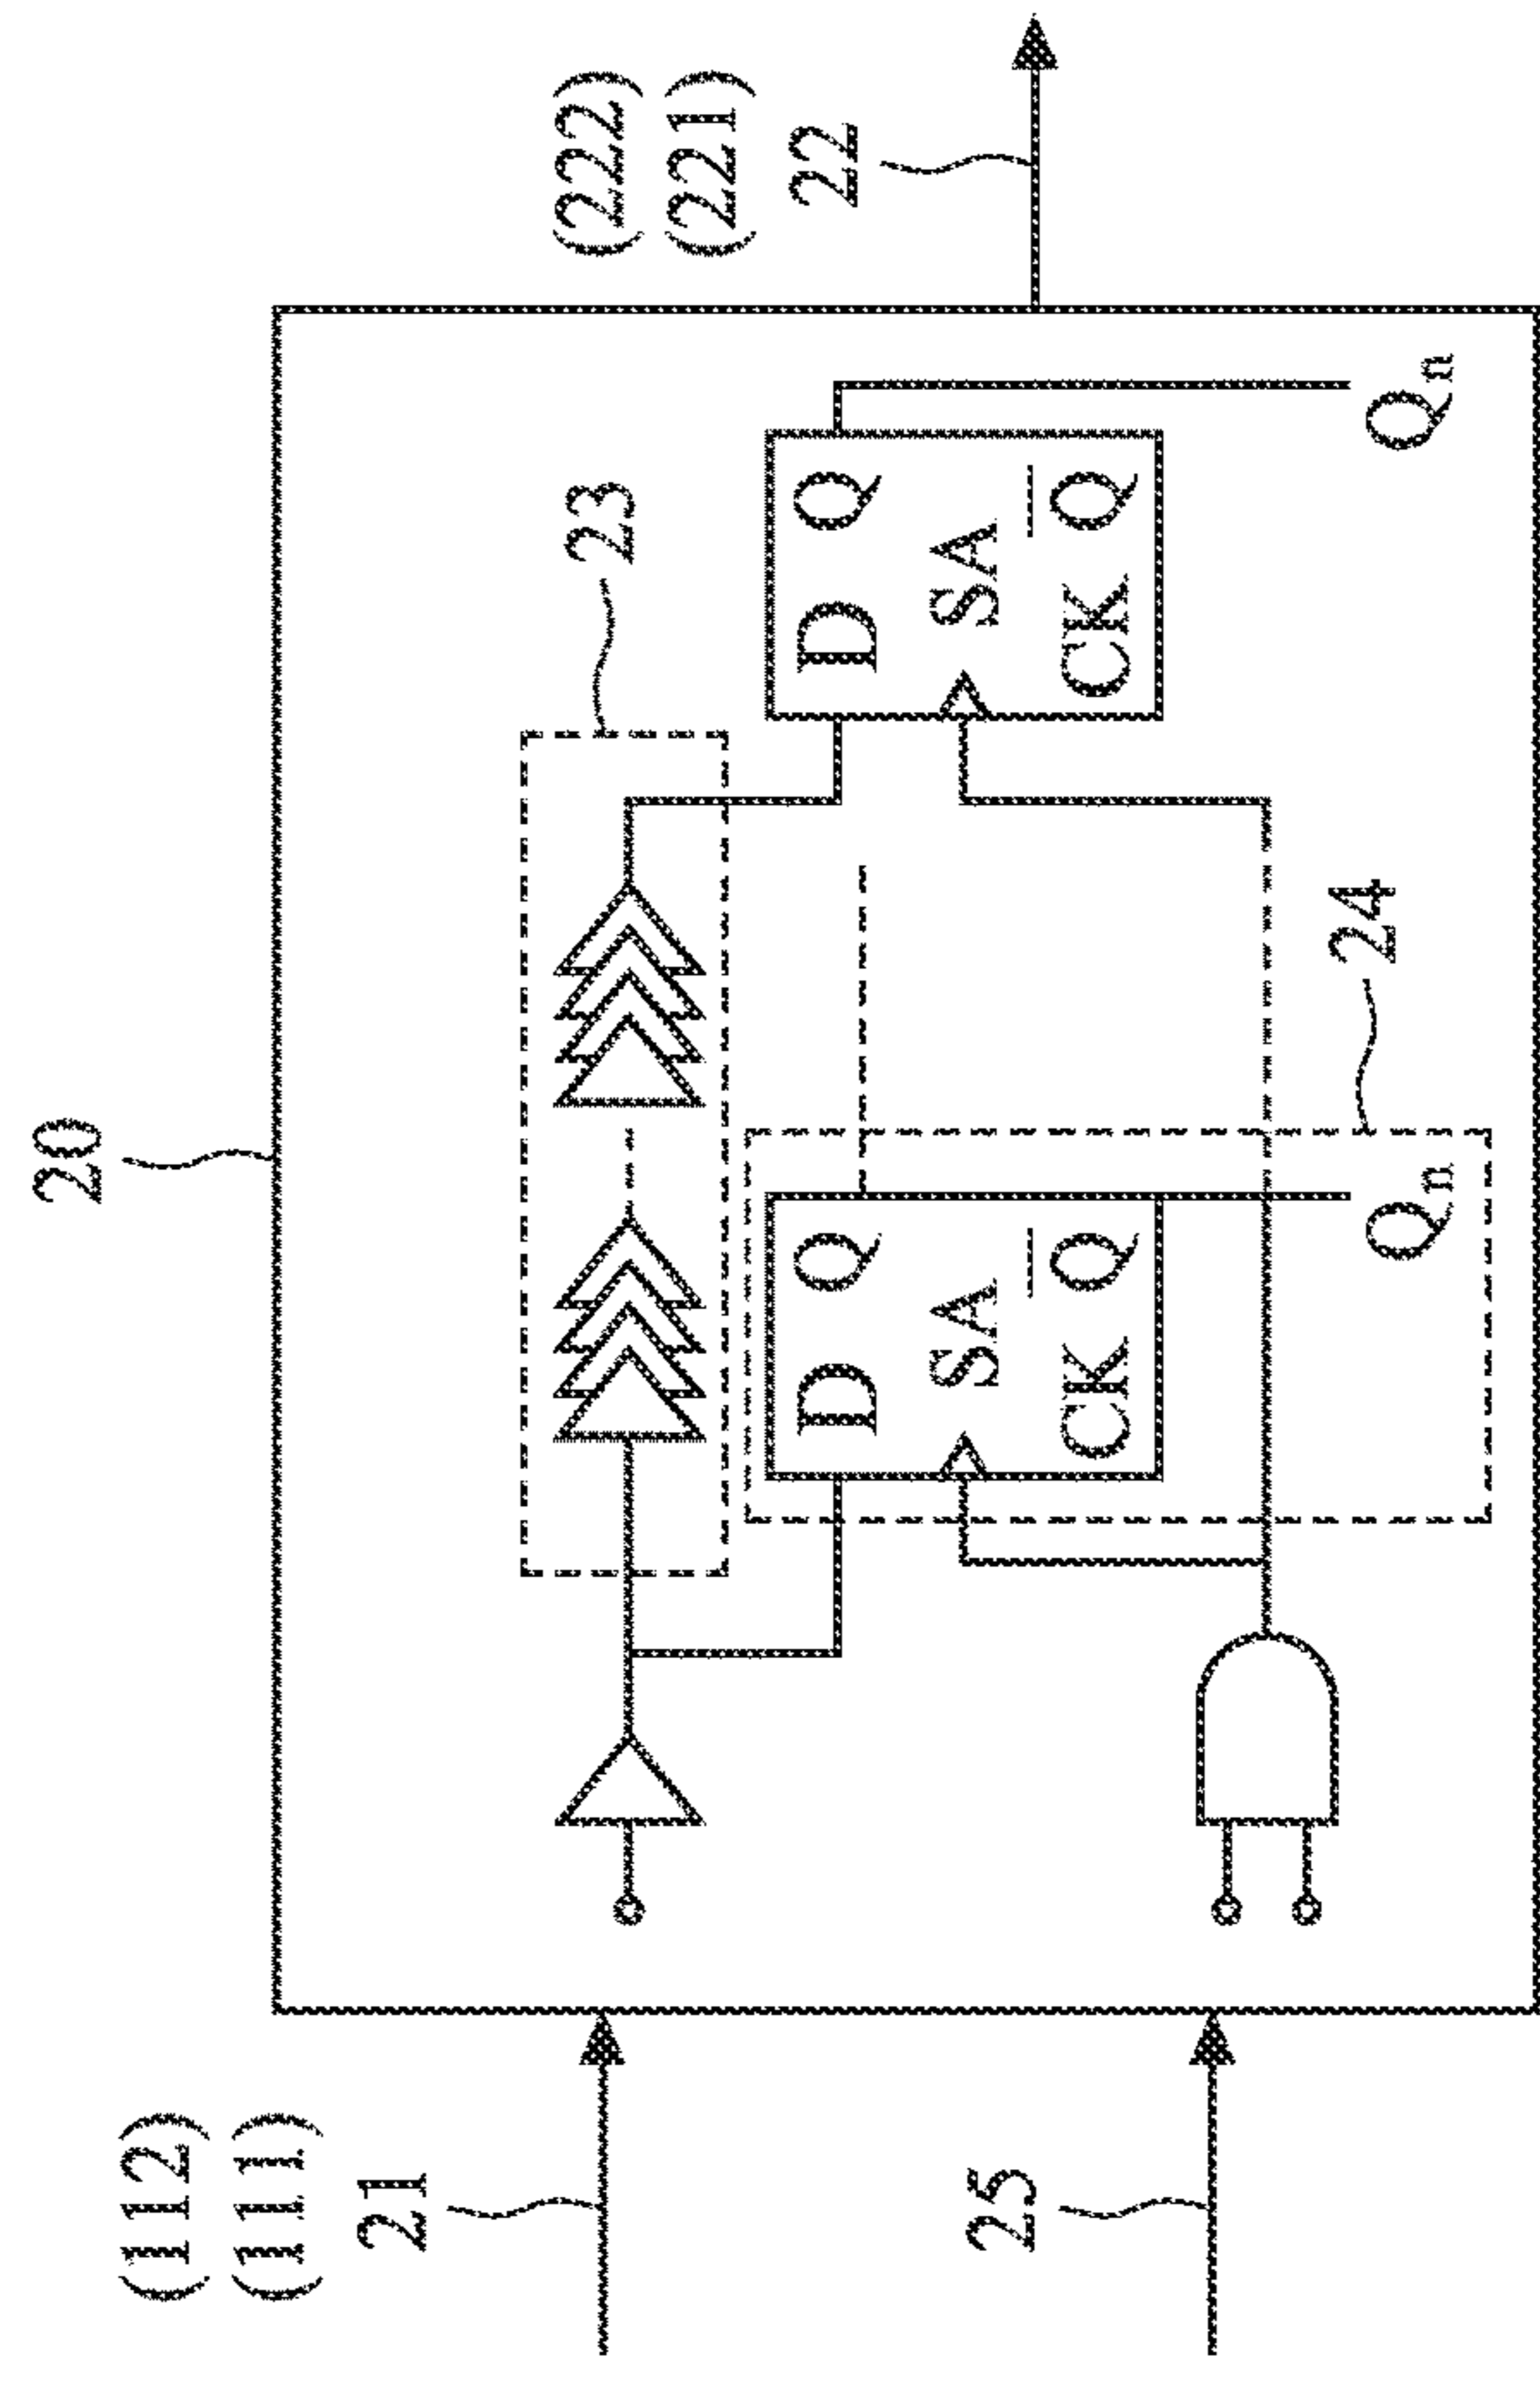 20
(112)
(111)
21
(222)
(221)
22
23
D Q
SA
CK Q̅
D Q
SA
CK Q̅
25
24
Qn
Qn